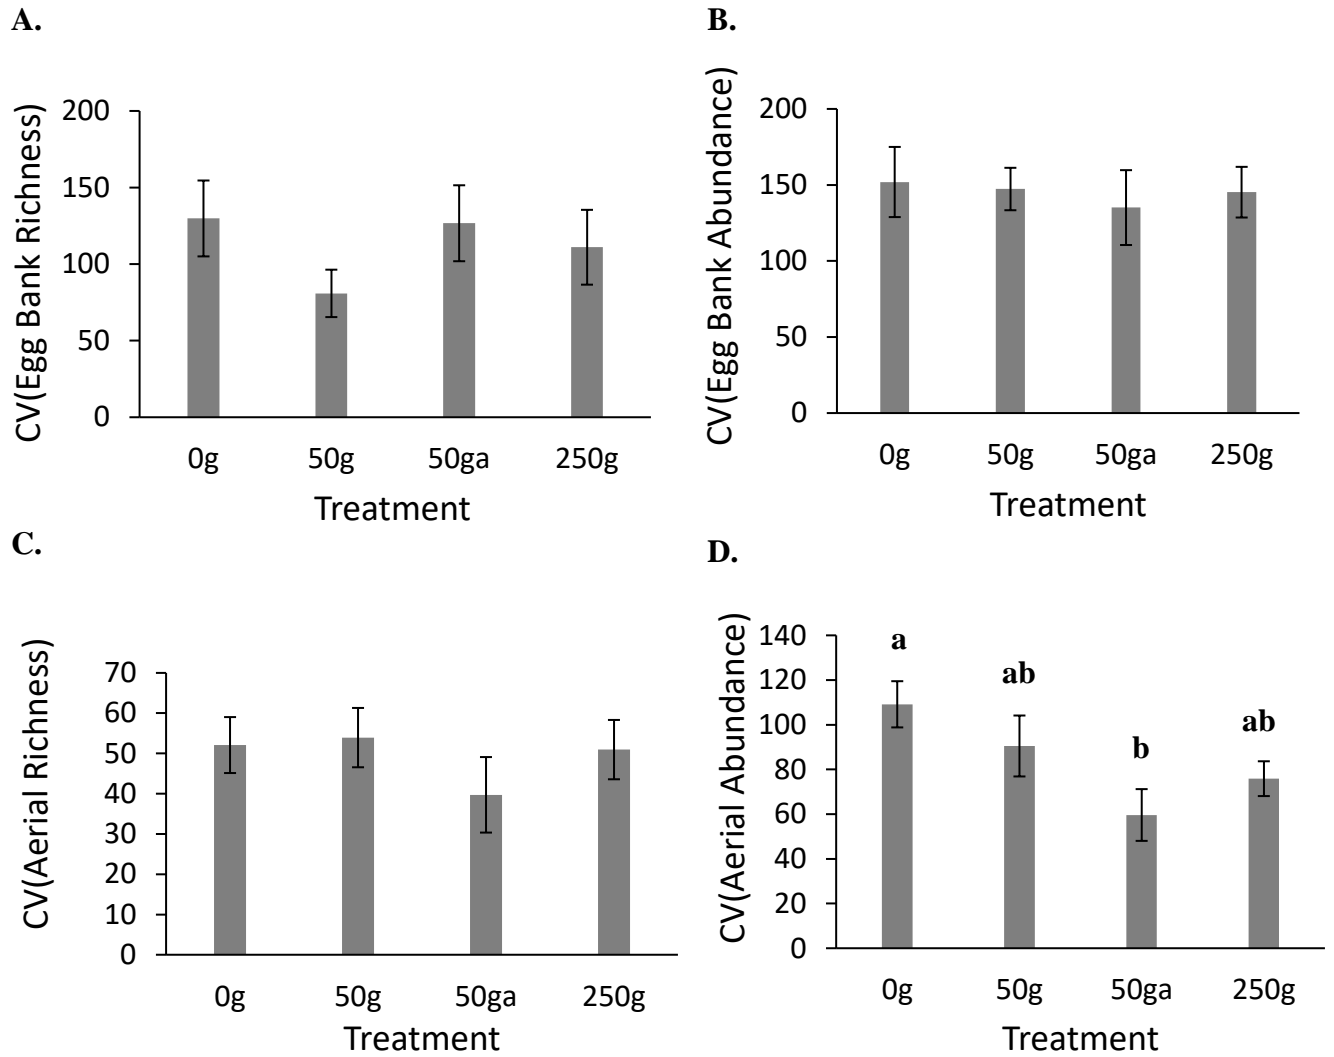 A.
CV(Egg Bank Richness)
200
150
100
50
0
0g 50g 50ga 250g
Treatment
B.
CV(Egg Bank Abundance)
200
150
100
50
0
0g 50g 50ga 250g
Treatment
C.
CV(Aerial Richness)
70
60
50
40
30
20
10
0
0g 50g 50ga 250g
Treatment
D.
CV(Aerial Abundance)
140
120
100
80
60
40
20
0
a
ab
b
ab
0g 50g 50ga 250g
Treatment